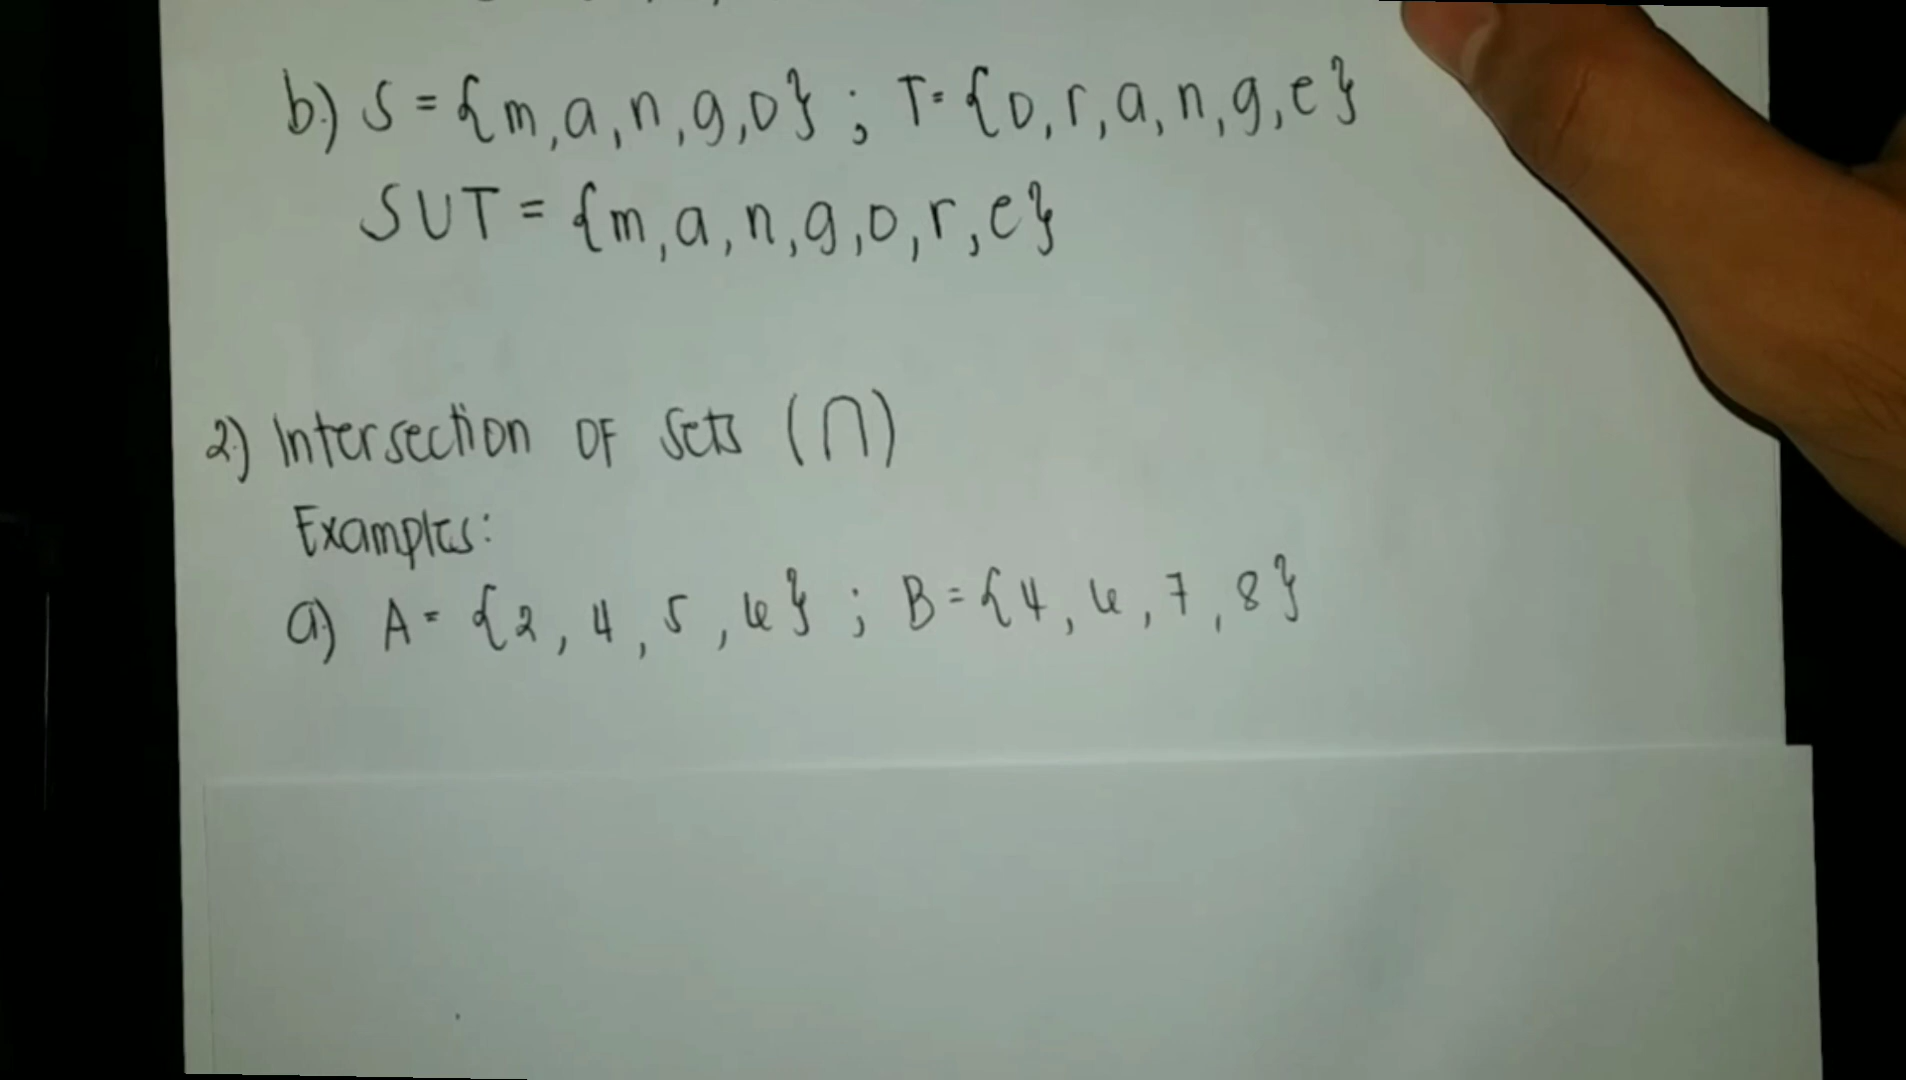 b.) S = {m, a, n, g, o} ; T = {o, r, a, n, g, e}
S U T = {m, a, n, g, o, r, e}
2.) Intersection OF Sets (∩)
Examples:
a.) A = {2, 4, 5, 6} ; B = {4, 6, 7, 8}